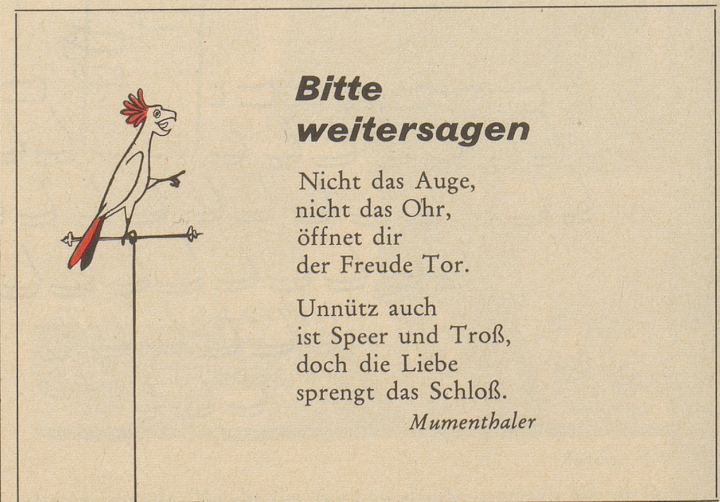 Bitte
weitersagen
Nicht das Auge,
nicht das Ohr,
öffnet dir
der Freude Tor.
Unnütz auch
ist Speer und Troß,
doch die Liebe
sprengt das Schloß.
Mumenthaler